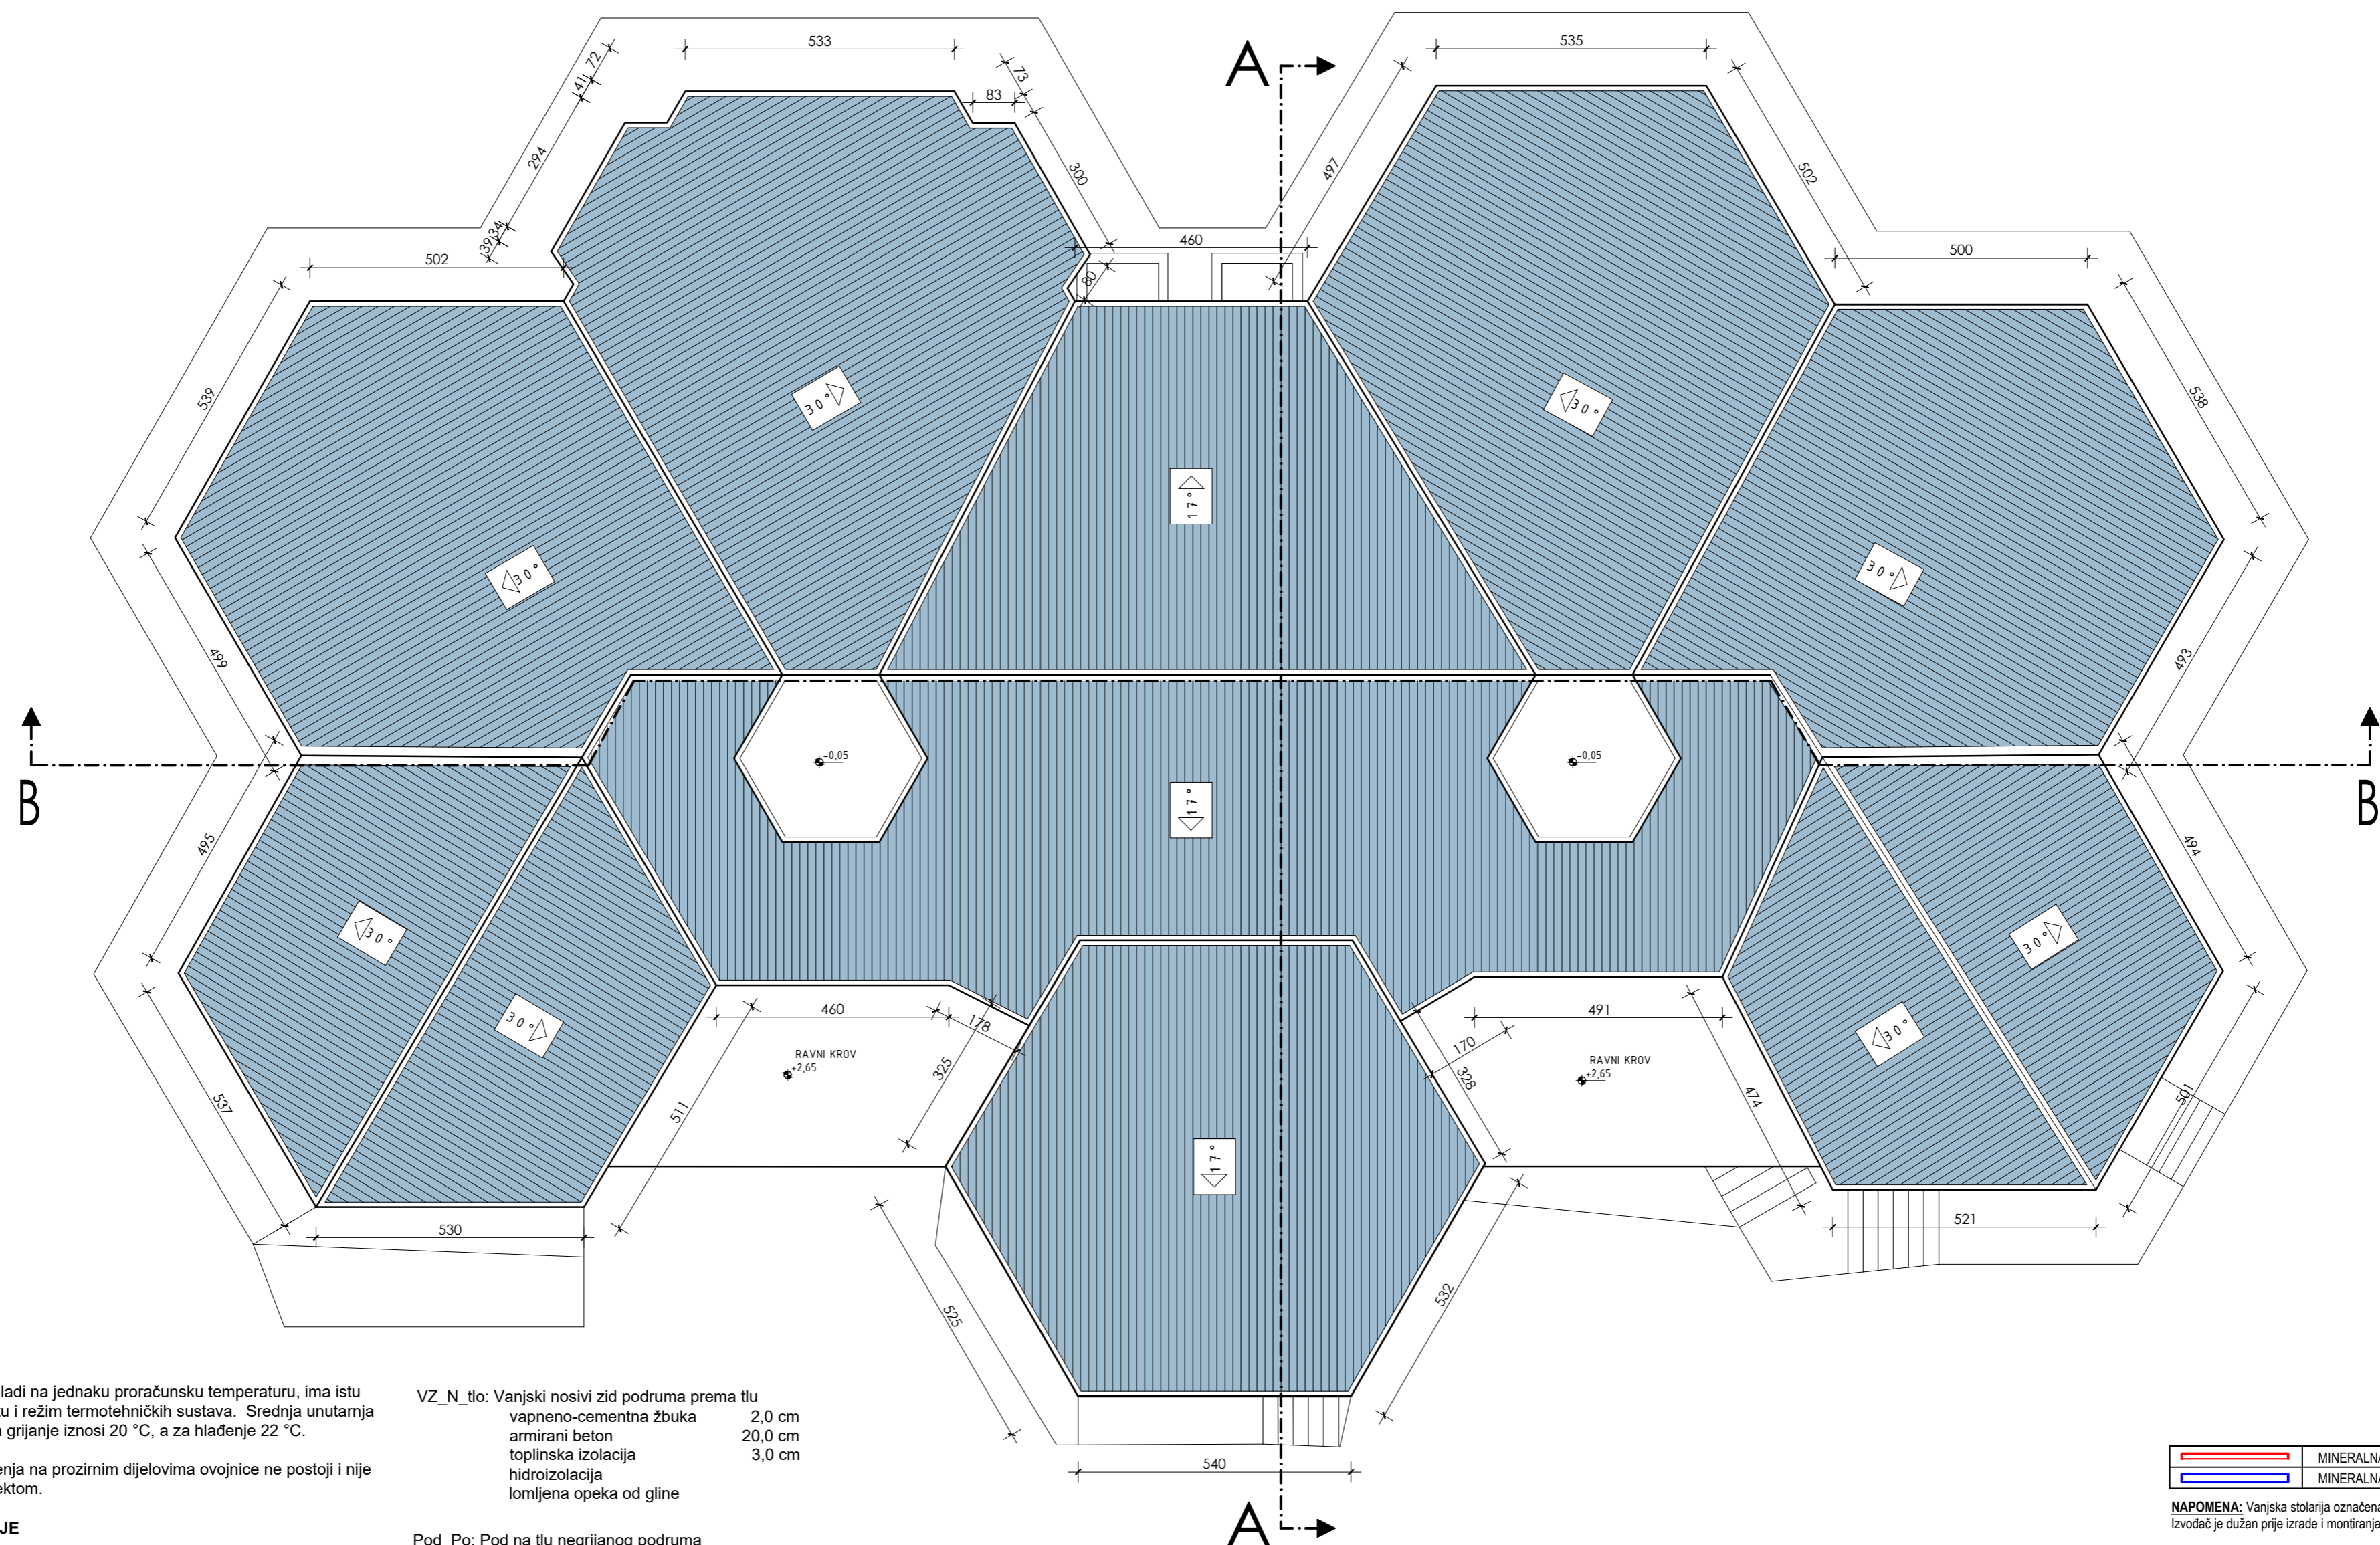 533
535
A
72
41
73
83
294
300
497
502
39
34
460
80
502
500
539
538
30°
30°
17°
30°
30°
499
493
-0,05
-0,05
B
B
17°
495
494
30°
30°
30°
30°
460
178
491
170
RAVNI KROV
+2,65
RAVNI KROV
+2,65
325
328
474
511
537
501
17°
530
521
525
532
540
A
ladi na jednaku proračunsku temperaturu, ima istu
u i režim termotehničkih sustava. Srednja unutarnja
grijanje iznosi 20 °C, a za hlađenje 22 °C.
enja na prozirnim dijelovima ovojnice ne postoji i nije
ektom.
JE
VZ_N_tlo: Vanjski nosivi zid podruma prema tlu
vapneno-cementna žbuka 2,0 cm
armirani beton 20,0 cm
toplinska izolacija 3,0 cm
hidroizolacija
lomljena opeka od gline
Pod_Po: Pod na tlu negrijanog podruma
MINERALNA
MINERALNA
NAPOMENA: Vanjska stolarija označena
Izvođač je dužan prije izrade i montiranja